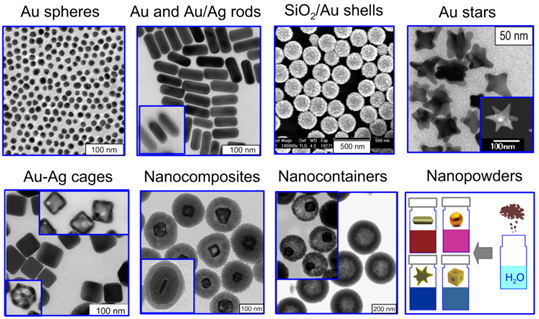 Au spheres
Au and Au/Ag rods
SiO₂/Au shells
Au stars
100 nm
100 nm
500 nm
50 nm
100nm
Au-Ag cages
Nanocomposites
Nanocontainers
Nanopowders
100 nm
100 nm
200 nm
H₂O